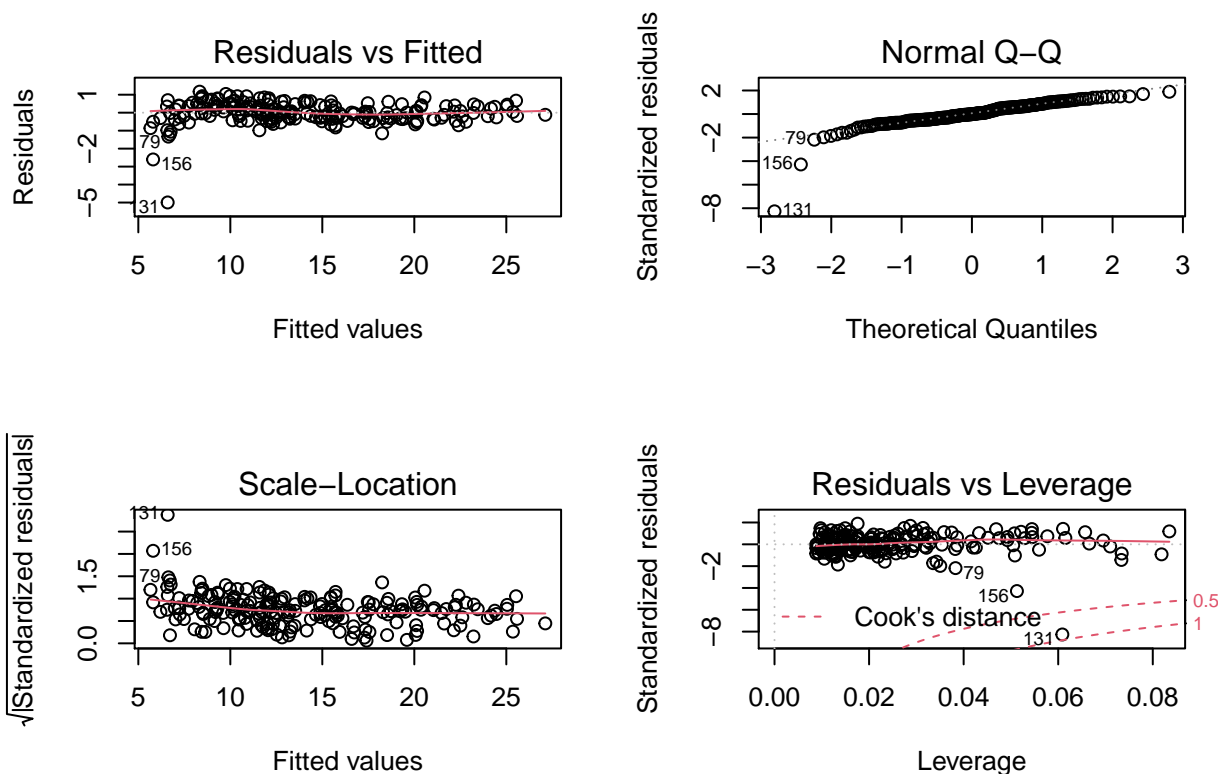 Residuals vs Fitted
Residuals
1
-2
-5
79
156
131
5 10 15 20 25
Fitted values
Normal Q-Q
Standardized residuals
2
-2
-8
79
156
131
-3 -2 -1 0 1 2 3
Theoretical Quantiles
Scale-Location
√|Standardized residuals|
1.5
0.0
131
156
79
5 10 15 20 25
Fitted values
Residuals vs Leverage
Standardized residuals
-2
-8
79
156
131
Cook's distance
0.5
1
0.00 0.02 0.04 0.06 0.08
Leverage